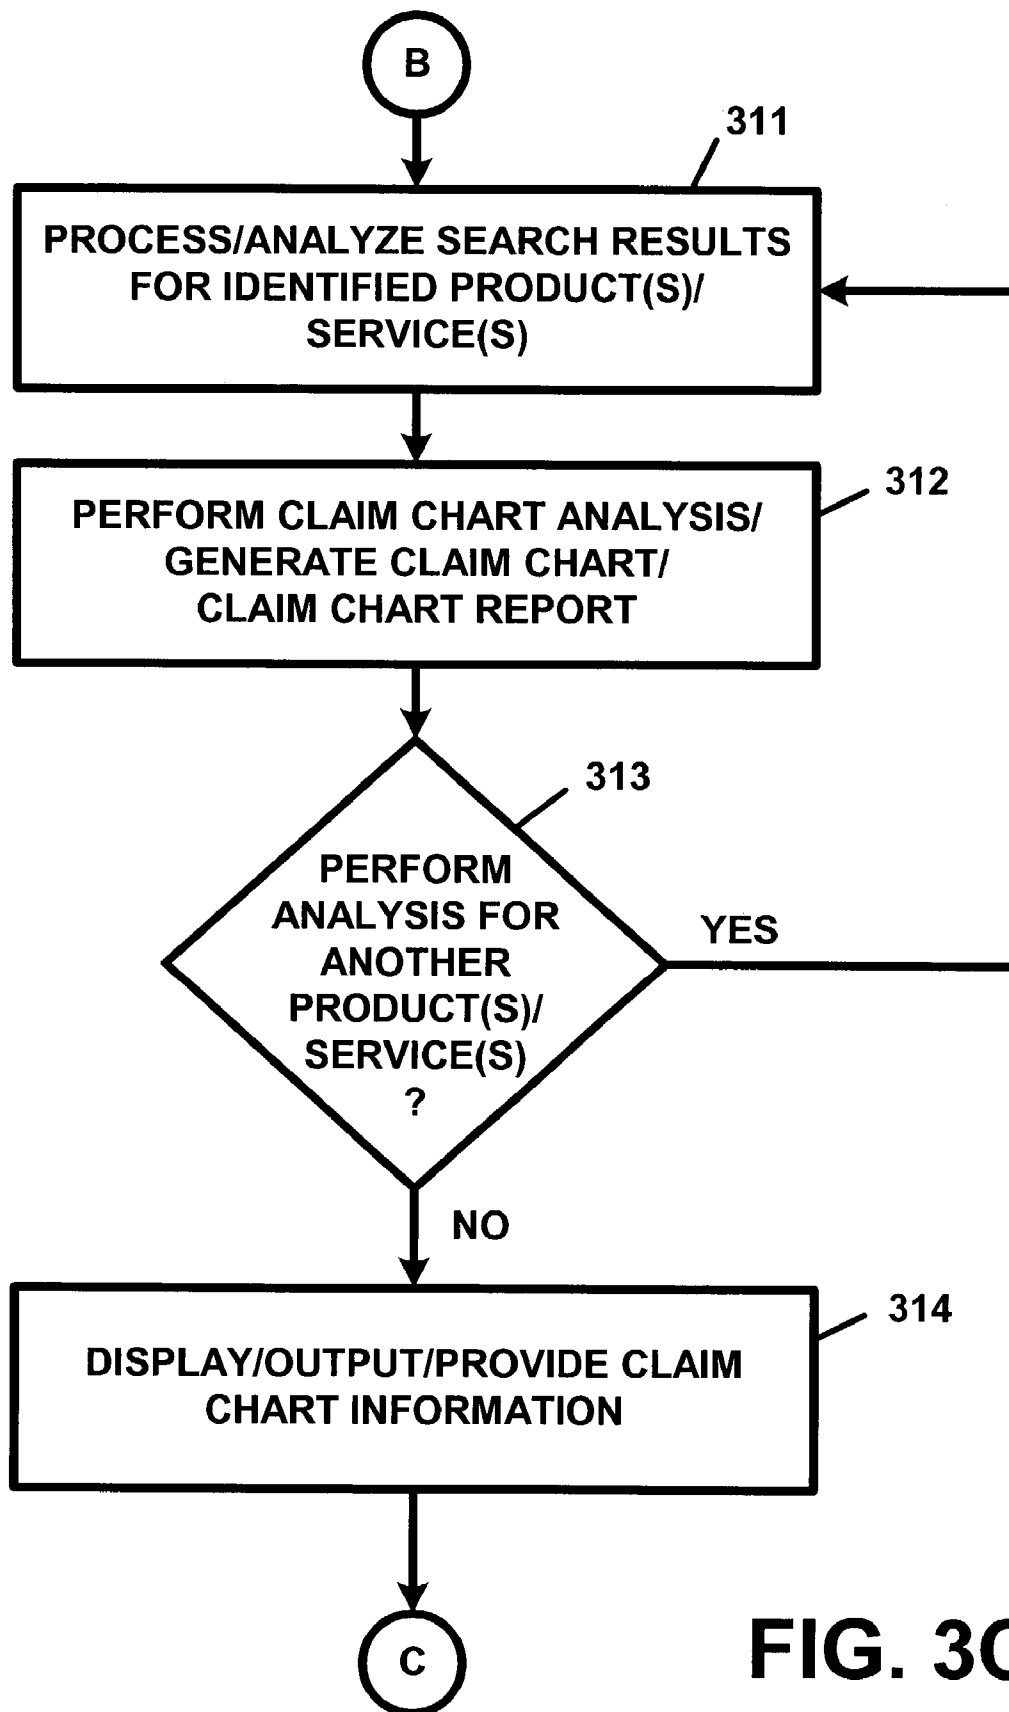 B
311
PROCESS/ANALYZE SEARCH RESULTS
FOR IDENTIFIED PRODUCT(S)/
SERVICE(S)
312
PERFORM CLAIM CHART ANALYSIS/
GENERATE CLAIM CHART/
CLAIM CHART REPORT
313
PERFORM
ANALYSIS FOR
ANOTHER
PRODUCT(S)/
SERVICE(S)
?
YES
NO
314
DISPLAY/OUTPUT/PROVIDE CLAIM
CHART INFORMATION
C
FIG.